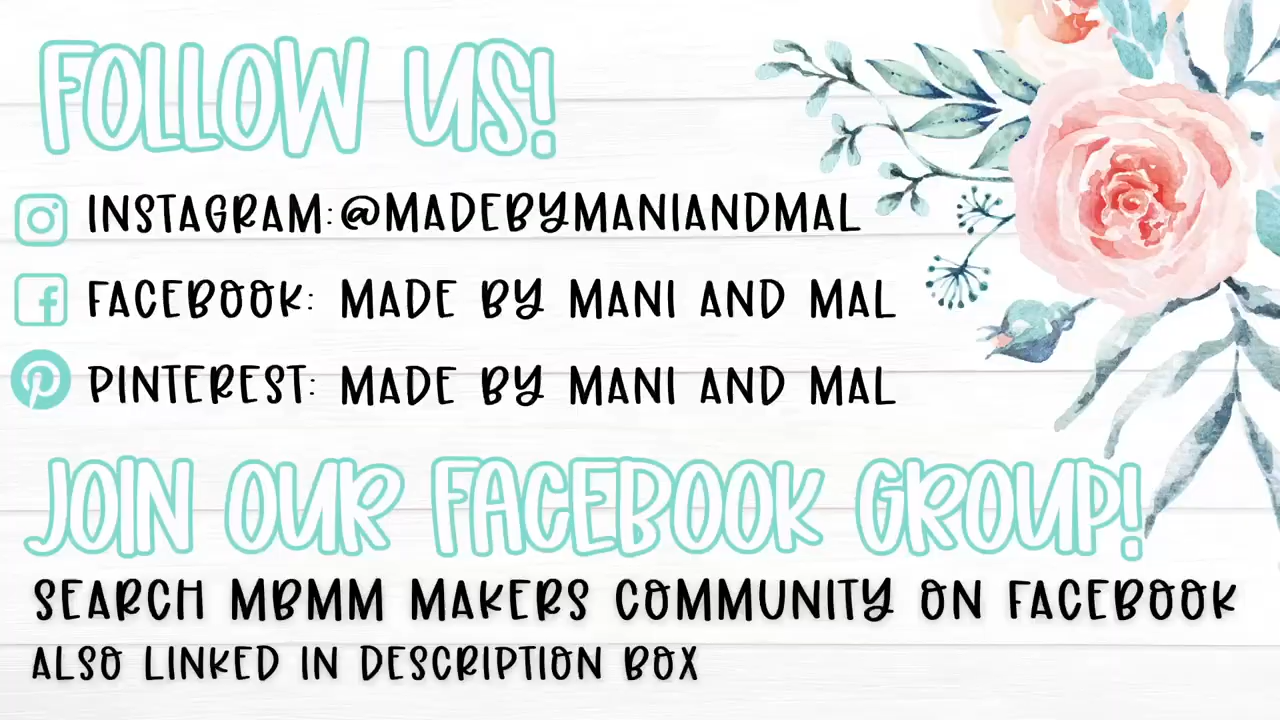 FOLLOW US!
INSTAGRAM:@MADEBYMANIANDMAL
FACEBOOK: MADE BY MANI AND MAL
PINTEREST: MADE BY MANI AND MAL
JOIN OUR FACEBOOK GROUP!
SEARCH MBMM MAKERS COMMUNITY ON FACEBOOK
ALSO LINKED IN DESCRIPTION BOX